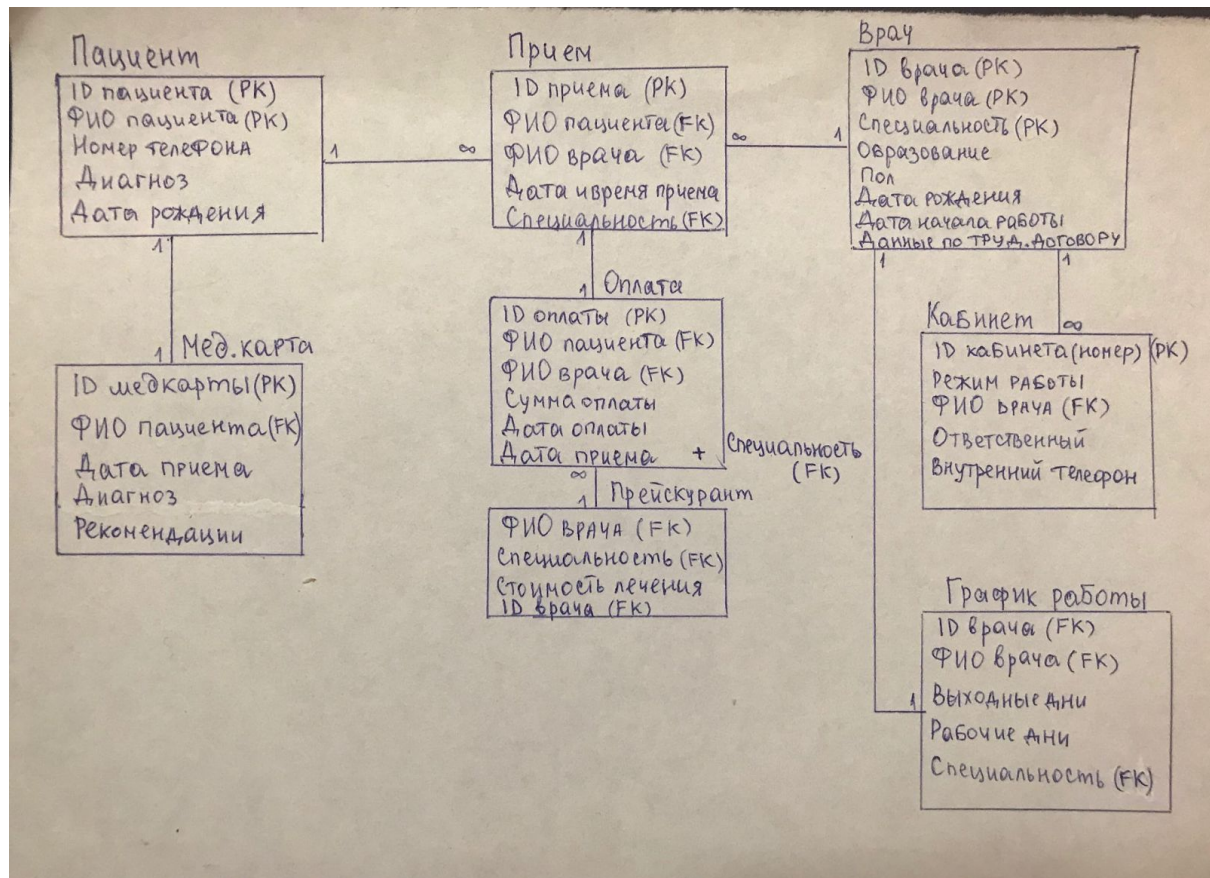 Пациент
ID пациента (PK)
ФИО пациента (PK)
Номер телефона
Диагноз
Дата рождения
1
∞
1
Прием
ID приема (PK)
ФИО пациента (FK)
ФИО врача (FK)
Дата и время приема
Специальность (FK)
∞
1
1
Врач
ID врача (PK)
ФИО врача (PK)
Специальность (PK)
Образование
Пол
Дата рождения
Дата начала работы
Данные по труд. договору
1
1
1 Мед. карта
ID медкарты (PK)
ФИО пациента (FK)
Дата приема
Диагноз
Рекомендации
1 Оплата
ID оплаты (PK)
ФИО пациента (FK)
ФИО врача (FK)
Сумма оплаты
Дата оплаты
Дата приема + Специальность
(FK)
∞
1 Прейскурант
ФИО врача (FK)
Специальность (FK)
Стоимость лечения
ID врача (FK)
Кабинет
∞
ID кабинета (номер) (PK)
Режим работы
ФИО врача (FK)
Ответственный
Внутренний телефон
График работы
1
ID врача (FK)
ФИО врача (FK)
Выходные дни
Рабочие дни
Специальность (FK)